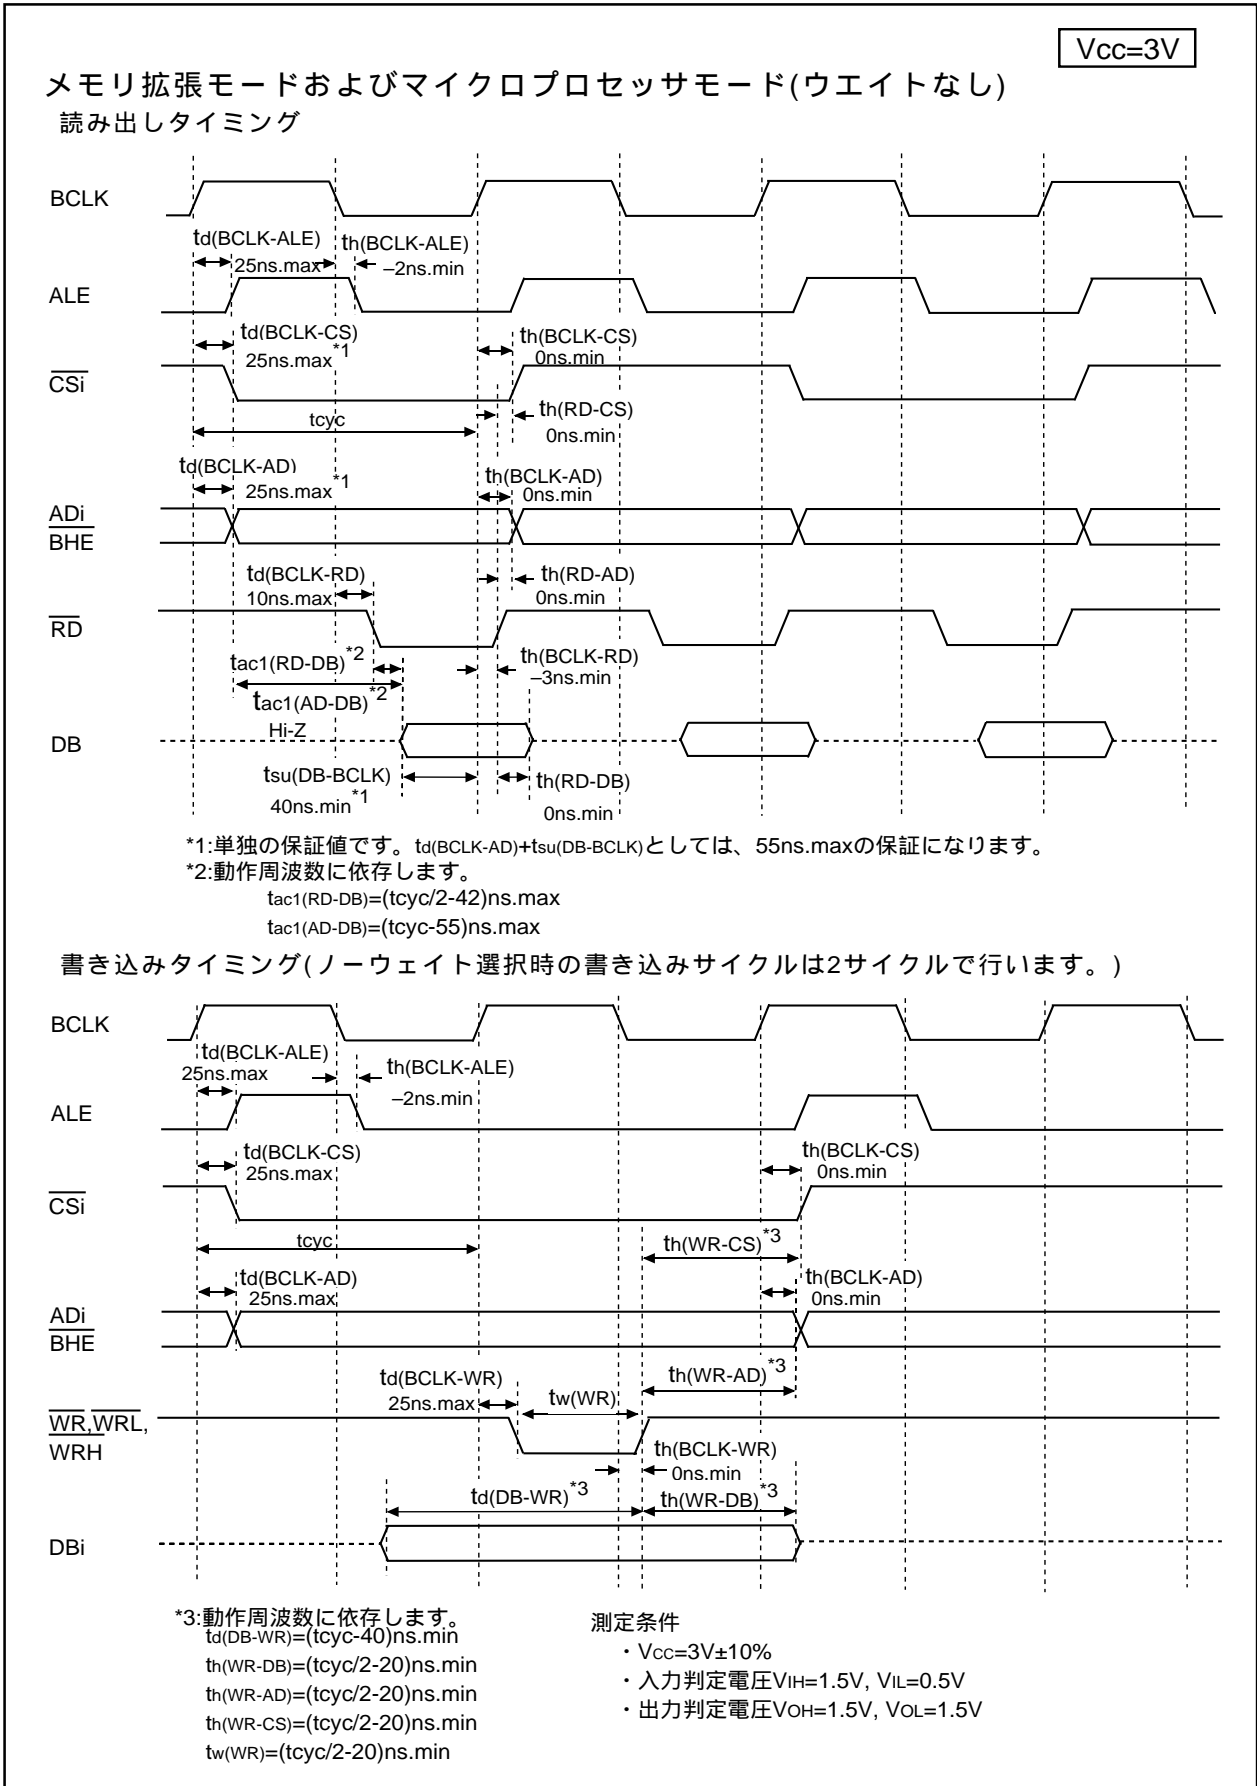 Vcc=3V
メモリ拡張モードおよびマイクロプロセッサモード(ウエイトなし)
読み出しタイミング
BCLK
td(BCLK-ALE)
25ns.max
th(BCLK-ALE)
–2ns.min
ALE
td(BCLK-CS)
25ns.max*1
th(BCLK-CS)
0ns.min
CSi
th(RD-CS)
0ns.min
tcyc
td(BCLK-AD)
25ns.max*1
th(BCLK-AD)
0ns.min
ADi
BHE
td(BCLK-RD)
10ns.max
th(RD-AD)
0ns.min
RD
tac1(RD-DB)*2
th(BCLK-RD)
–3ns.min
tac1(AD-DB)*2
Hi-Z
DB
tsu(DB-BCLK)
40ns.min*1
th(RD-DB)
0ns.min
*1:単独の保証値です。td(BCLK-AD)+tsu(DB-BCLK)としては、55ns.maxの保証になります。
*2:動作周波数に依存します。
tac1(RD-DB)=(tcyc/2-42)ns.max
tac1(AD-DB)=(tcyc-55)ns.max
書き込みタイミング(ノーウェイト選択時の書き込みサイクルは2サイクルで行います。)
BCLK
td(BCLK-ALE)
25ns.max
th(BCLK-ALE)
–2ns.min
ALE
td(BCLK-CS)
25ns.max
th(BCLK-CS)
0ns.min
CSi
tcyc
th(WR-CS)*3
td(BCLK-AD)
25ns.max
th(BCLK-AD)
0ns.min
ADi
BHE
td(BCLK-WR)
25ns.max
tw(WR)
th(WR-AD)*3
WR,WRL,
WRH
th(BCLK-WR)
0ns.min
td(DB-WR)*3
th(WR-DB)*3
DBi
*3:動作周波数に依存します。
td(DB-WR)=(tcyc-40)ns.min
th(WR-DB)=(tcyc/2-20)ns.min
th(WR-AD)=(tcyc/2-20)ns.min
th(WR-CS)=(tcyc/2-20)ns.min
tw(WR)=(tcyc/2-20)ns.min
測定条件
・VCC=3V±10%
・入力判定電圧VIH=1.5V, VIL=0.5V
・出力判定電圧VOH=1.5V, VOL=1.5V